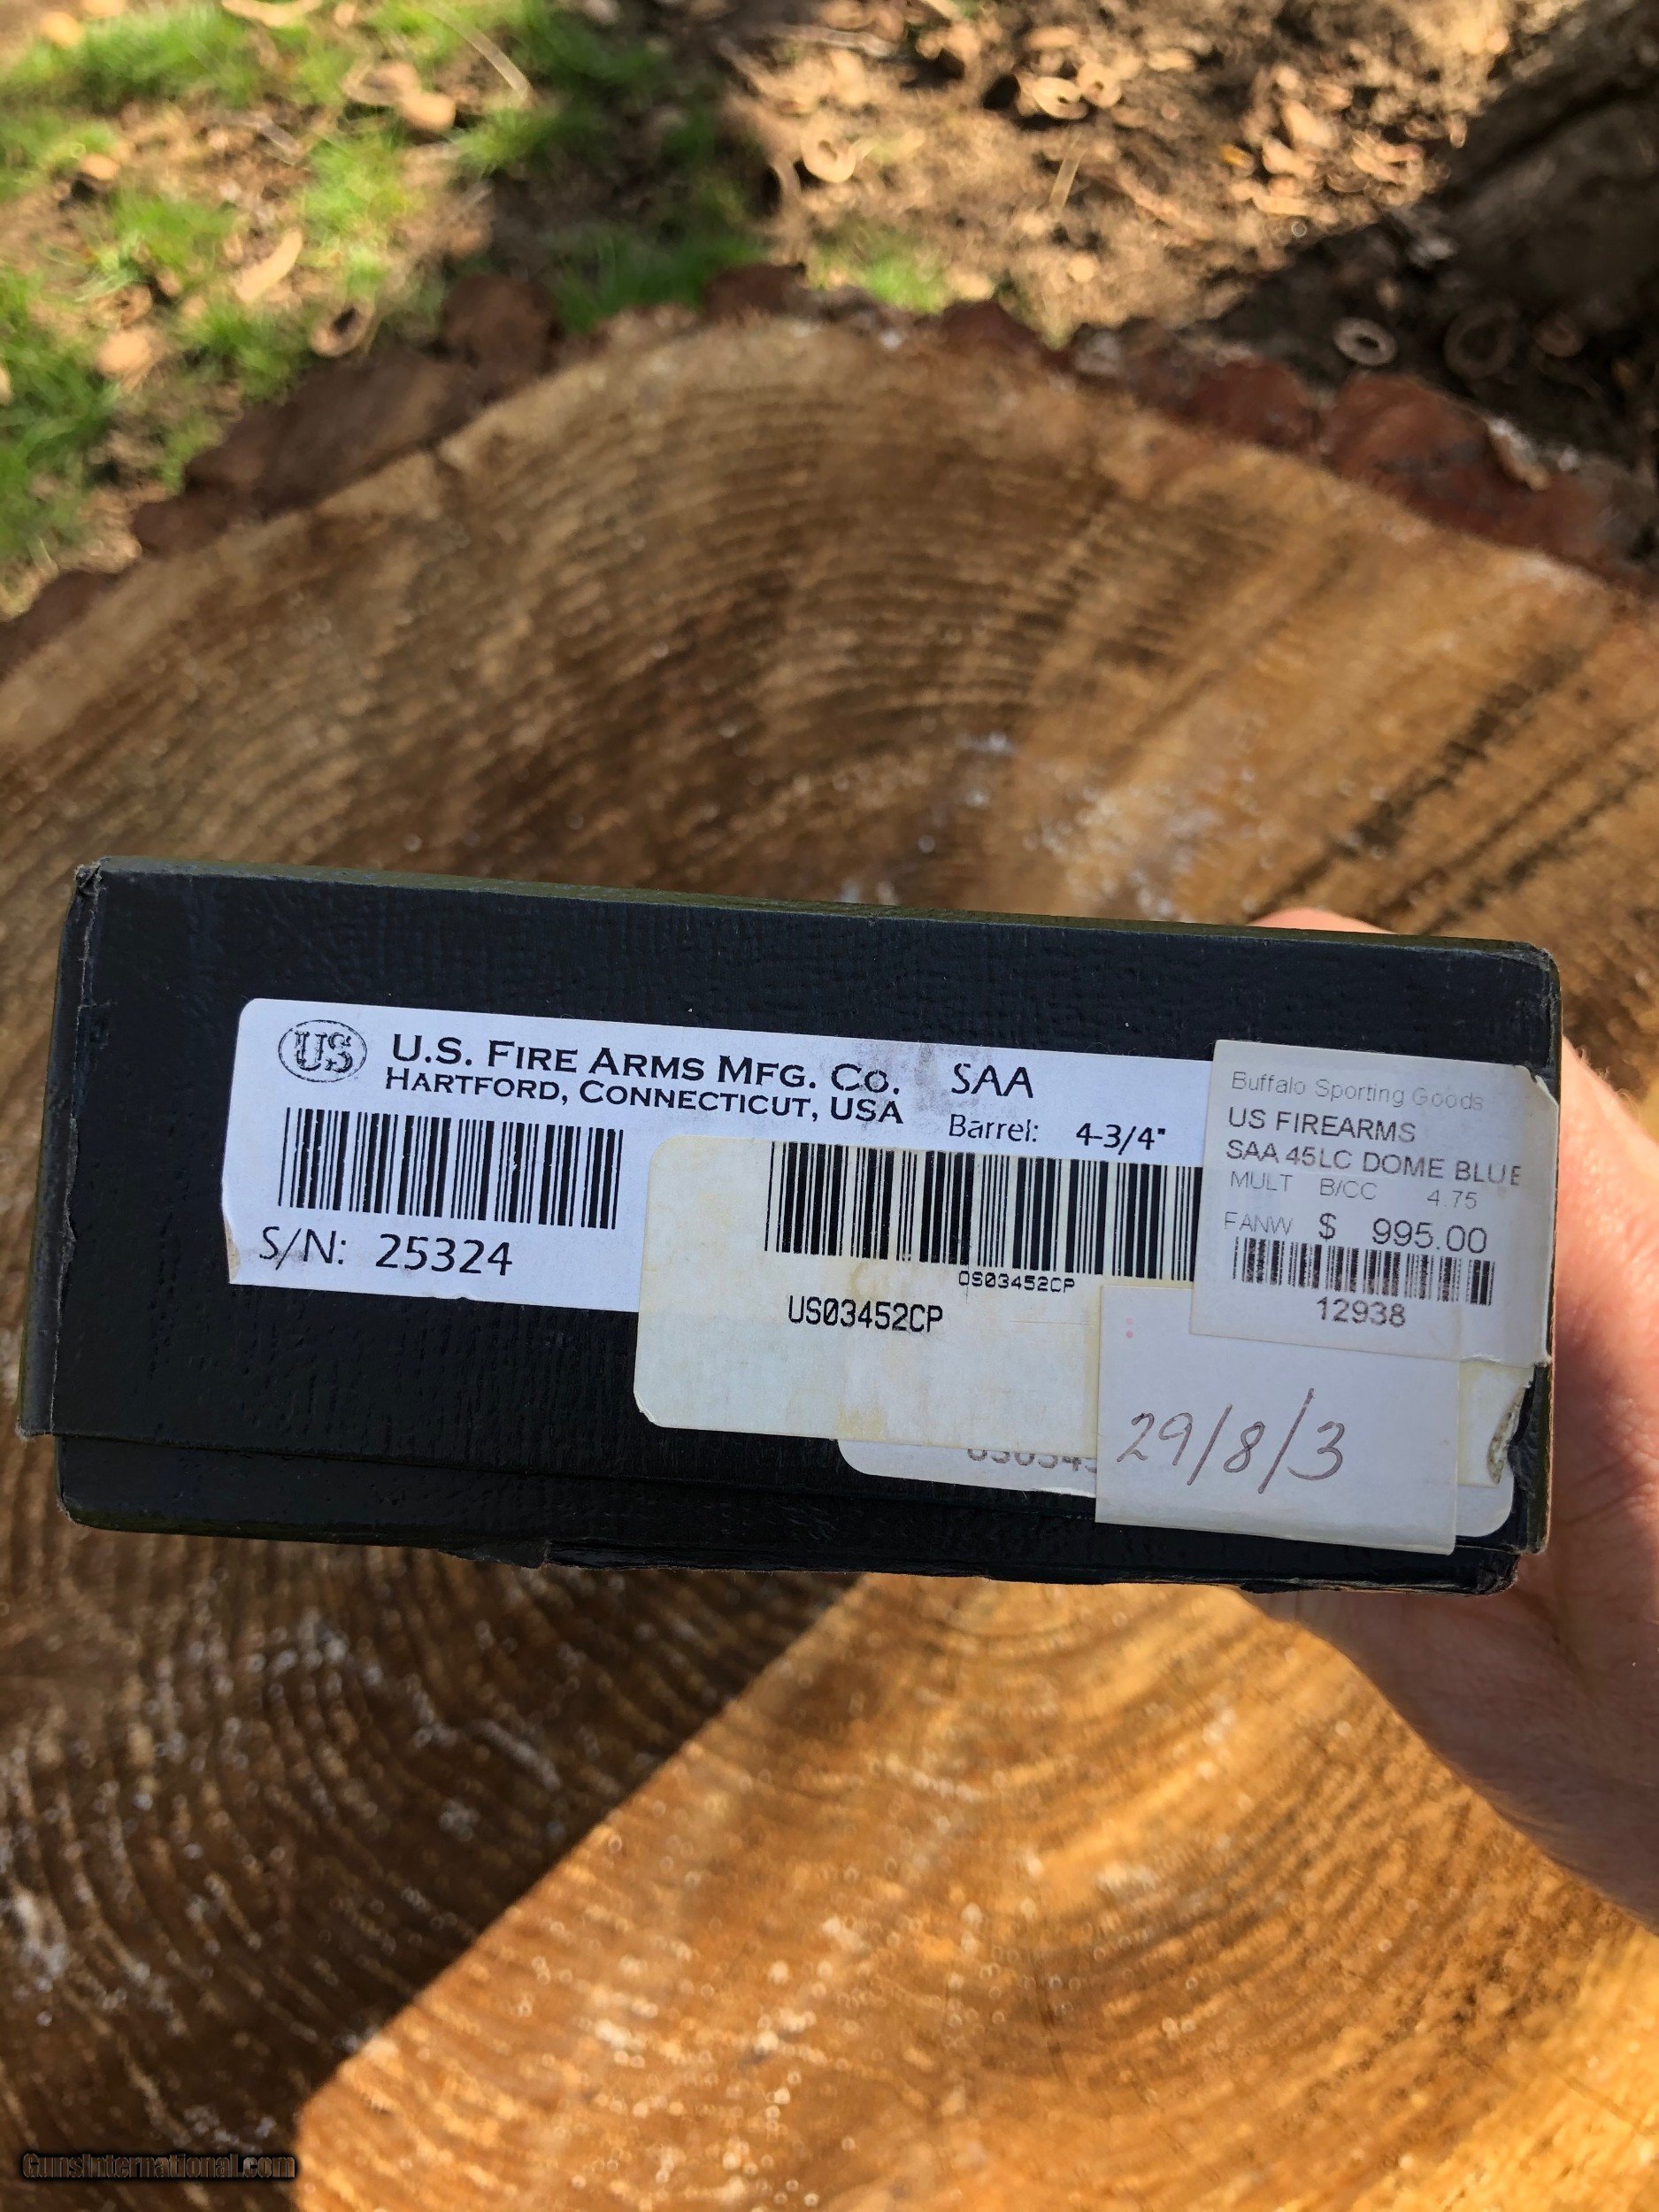 US
U.S. FIRE ARMS MFG. CO.
HARTFORD, CONNECTICUT, USA
SAA
Barrel: 4-3/4"
S/N: 25324
US03452CP
US03452CP
Buffalo Sporting Goods
US FIREARMS
SAA 45LC DOME BLUE
MULT B/CC 4.75
FANW $ 995.00
12938
29/8/3
GunsInternational.com